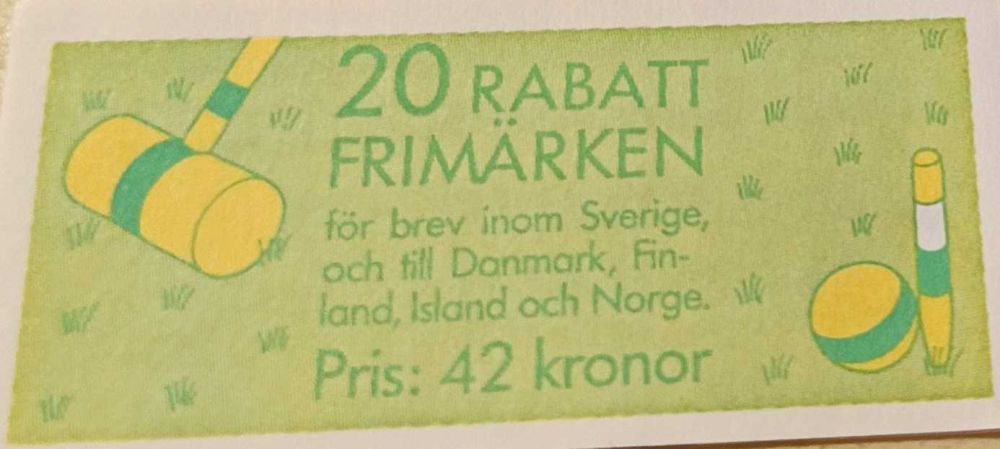 20 RABATT
FRIMÄRKEN
för brev inom Sverige,
och till Danmark, Fin-
land, Island och Norge.
Pris: 42 kronor